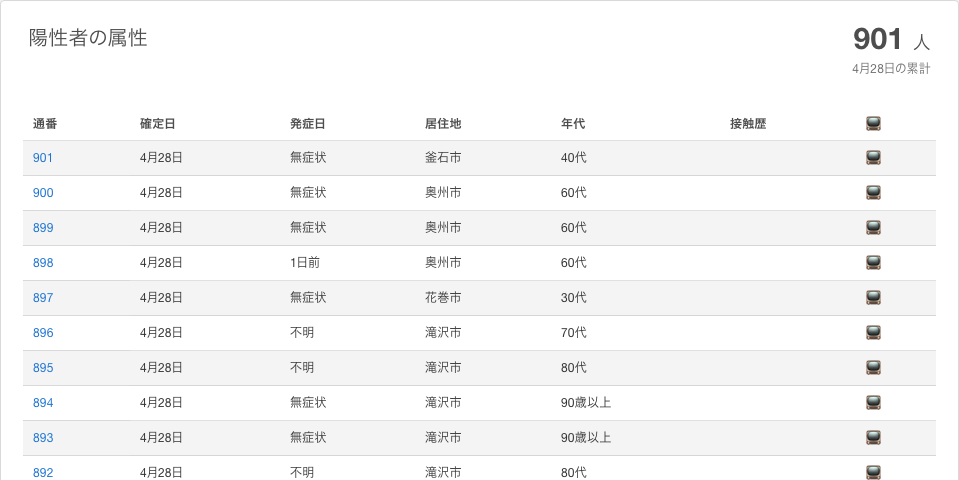 陽性者の属性
901 人
4月28日の累計
通番 確定日 発症日 居住地 年代 接触歴
901 4月28日 無症状 釜石市 40代
900 4月28日 無症状 奥州市 60代
899 4月28日 無症状 奥州市 60代
898 4月28日 1日前 奥州市 60代
897 4月28日 無症状 花巻市 30代
896 4月28日 不明 滝沢市 70代
895 4月28日 不明 滝沢市 80代
894 4月28日 無症状 滝沢市 90歳以上
893 4月28日 無症状 滝沢市 90歳以上
892 4月28日 不明 滝沢市 80代